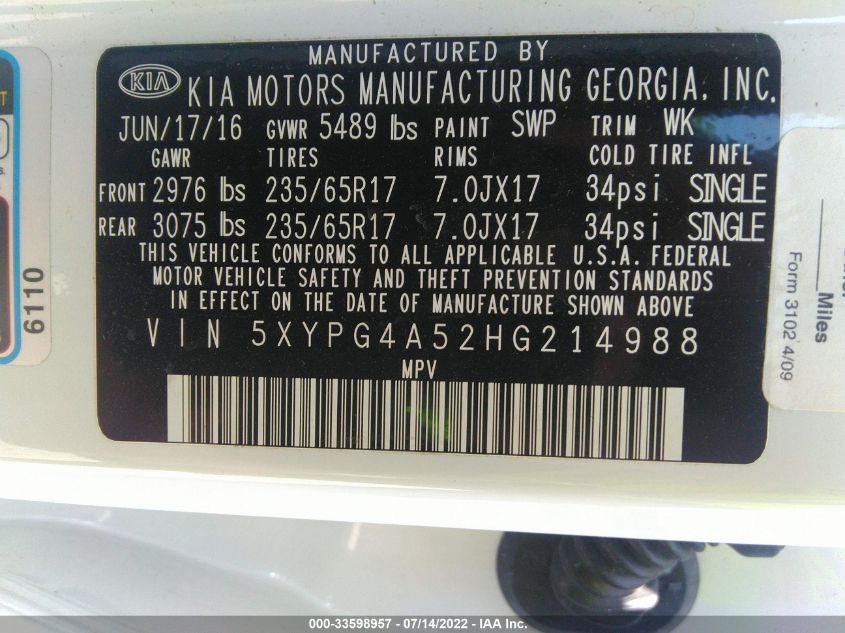 MANUFACTURED BY
KIA KIA MOTORS MANUFACTURING GEORGIA, INC.
JUN/17/16 GVWR 5489 lbs PAINT SWP TRIM WK
GAWR TIRES RIMS COLD TIRE INFL
FRONT 2976 lbs 235/65R17 7.0JX17 34psi SINGLE
REAR 3075 lbs 235/65R17 7.0JX17 34psi SINGLE
THIS VEHICLE CONFORMS TO ALL APPLICABLE U.S.A. FEDERAL
MOTOR VEHICLE SAFETY AND THEFT PREVENTION STANDARDS
IN EFFECT ON THE DATE OF MANUFACTURE SHOWN ABOVE.
VIN 5XYPG4A52HG214988
MPV
6110
Miles
Form 3102 4/09
000-33598957 - 07/14/2022 - IAA Inc.